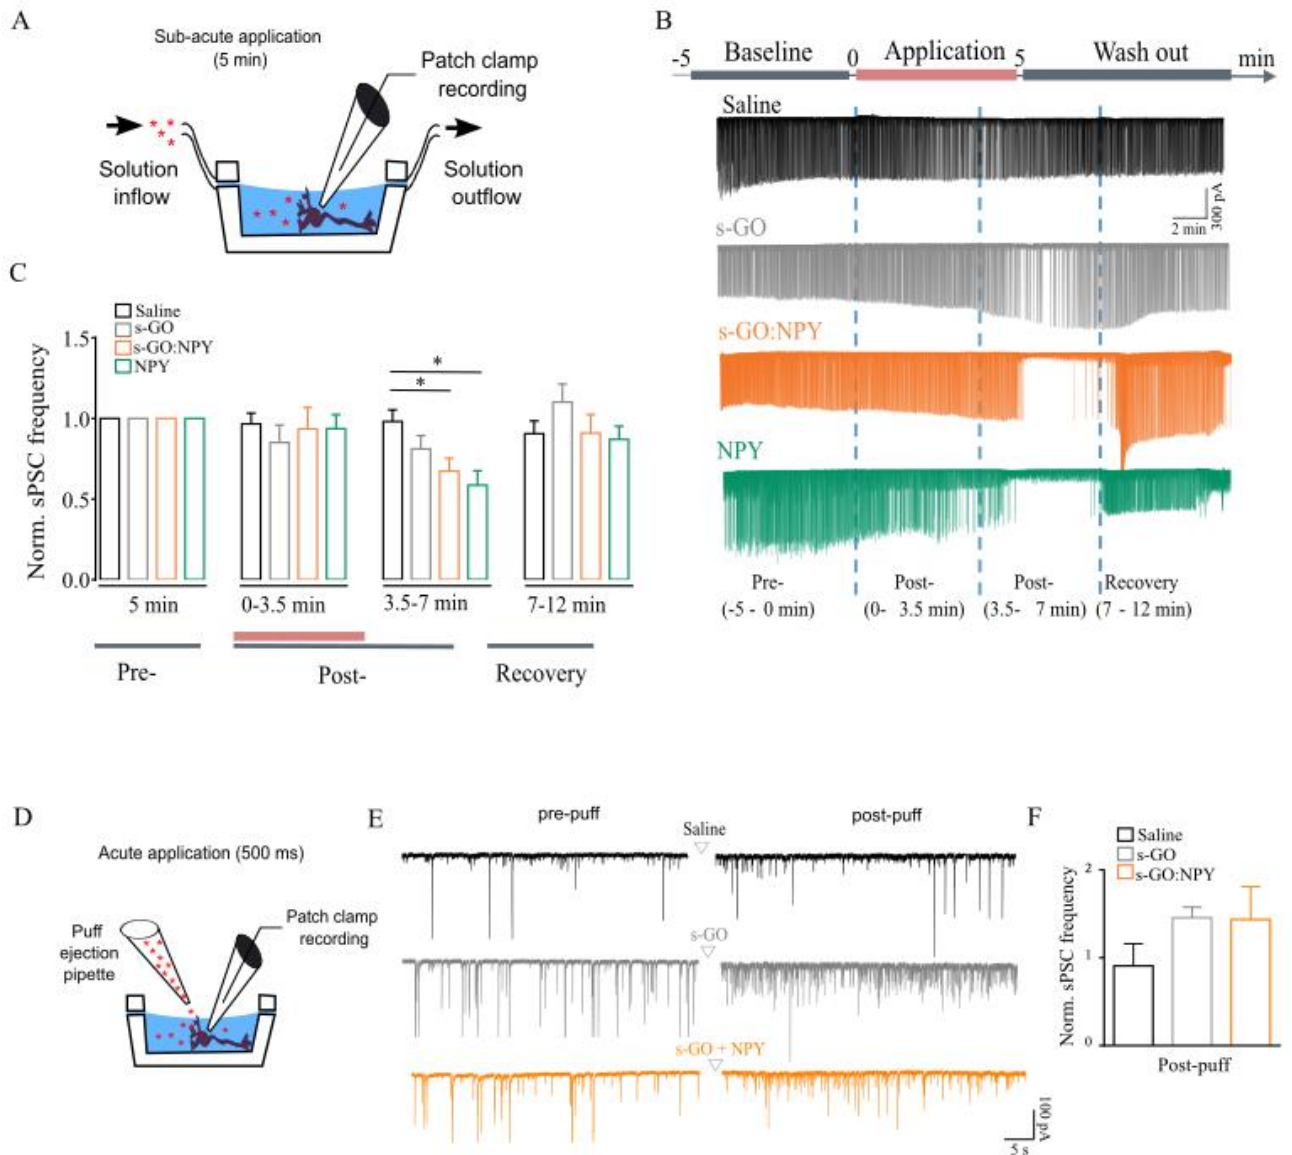 A
Sub-acute application
(5 min)
Patch clamp
recording
Solution
inflow
Solution
outflow
B
-5 Baseline 0 Application 5 Wash out min
Saline
300 pA
2 min
s-GO
s-GO:NPY
NPY
Pre-
(-5 - 0 min)
Post-
(0- 3.5 min)
Post-
(3.5- 7 min)
Recovery
(7 - 12 min)
C
Saline
s-GO
s-GO:NPY
NPY
Norm. sPSC frequency
1.5
1.0
0.5
0.0
*
*
5 min
0-3.5 min
3.5-7 min
7-12 min
Pre-
Post-
Recovery
D
Acute application (500 ms)
Puff
ejection
pipette
Patch clamp
recording
E
pre-puff
post-puff
Saline
s-GO
s-GO + NPY
100 pA
5 s
F
Saline
s-GO
s-GO:NPY
Norm. sPSC frequency
2
1
0
Post-puff